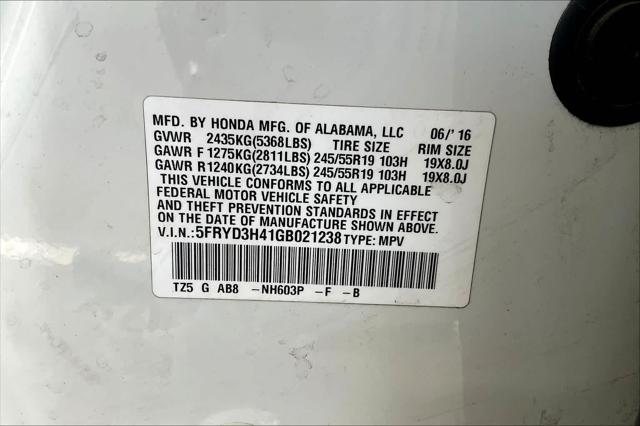 MFD. BY HONDA MFG. OF ALABAMA, LLC 06/' 16
GVWR 2435KG(5368LBS) TIRE SIZE RIM SIZE
GAWR F 1275KG(2811LBS) 245/55R19 103H 19X8.0J
GAWR R1240KG(2734LBS) 245/55R19 103H 19X8.0J
THIS VEHICLE CONFORMS TO ALL APPLICABLE
FEDERAL MOTOR VEHICLE SAFETY
AND THEFT PREVENTION STANDARDS IN EFFECT
ON THE DATE OF MANUFACTURE SHOWN ABOVE.
V.I.N.:5FRYD3H41GB021238 TYPE: MPV
TZ5 G AB8 -NH603P -F -B